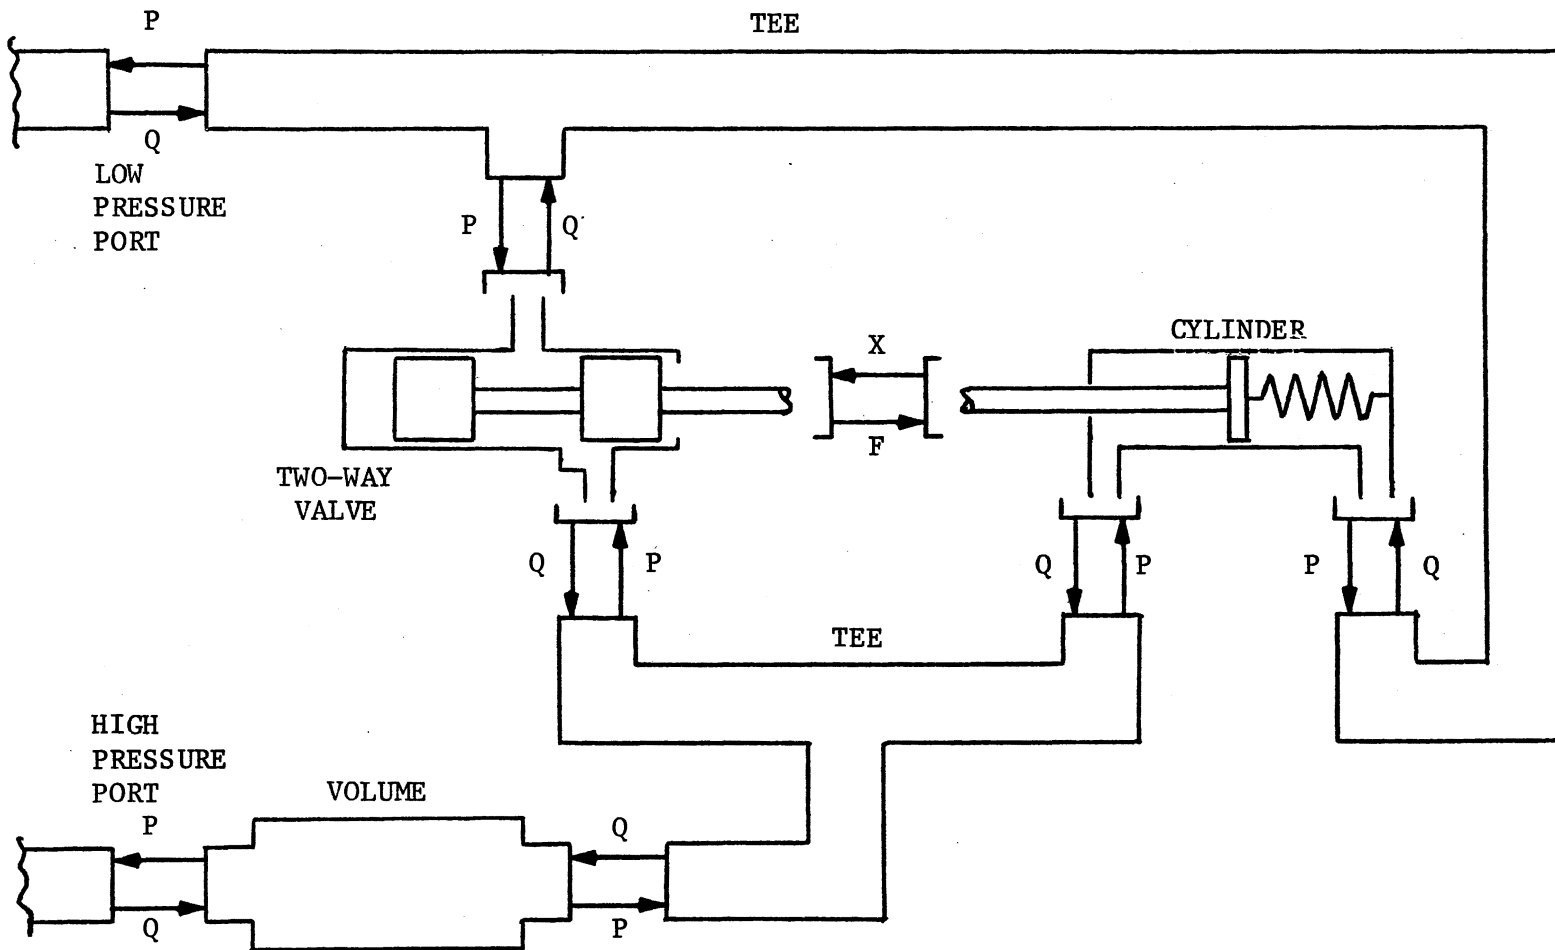 P
TEE
Q
LOW
PRESSURE
PORT
P
Q
CYLINDER
X
F
TWO-WAY
VALVE
Q
P
Q
P
P
Q
TEE
HIGH
PRESSURE
PORT
VOLUME
P
Q
Q
P